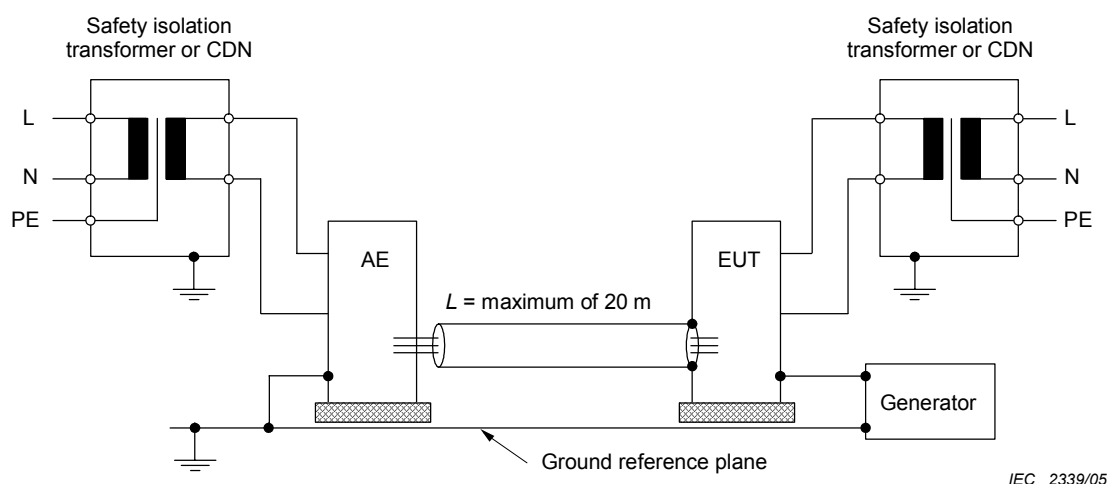 Safety isolation
transformer or CDN
Safety isolation
transformer or CDN
L
N
PE
L
N
PE
AE
EUT
L = maximum of 20 m
Generator
Ground reference plane
IEC 2339/05